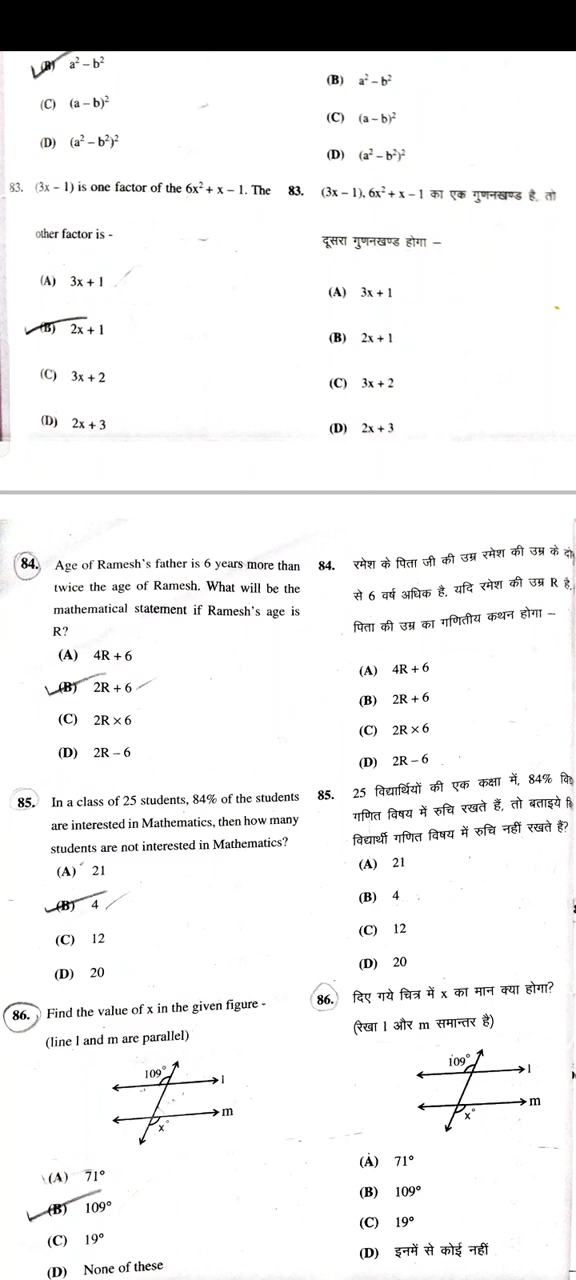 (B) a² – b²
(C) (a – b)²
(D) (a² – b²)²
83. (3x – 1) is one factor of the 6x² + x – 1. The
other factor is -
(A) 3x + 1
(B) 2x + 1
(C) 3x + 2
(D) 2x + 3
(B) a² – b²
(C) (a – b)²
(D) (a² – b²)²
83. (3x – 1), 6x² + x – 1 का एक गुणनखण्ड है, तो
दूसरा गुणनखण्ड होगा –
(A) 3x + 1
(B) 2x + 1
(C) 3x + 2
(D) 2x + 3
84. Age of Ramesh's father is 6 years more than
twice the age of Ramesh. What will be the
mathematical statement if Ramesh's age is
R?
(A) 4R + 6
(B) 2R + 6
(C) 2R × 6
(D) 2R – 6
85. In a class of 25 students, 84% of the students
are interested in Mathematics, then how many
students are not interested in Mathematics?
(A) 21
(B) 4
(C) 12
(D) 20
86. Find the value of x in the given figure -
(line l and m are parallel)
109°
l
m
x°
(A) 71°
(B) 109°
(C) 19°
(D) None of these
84. रमेश के पिता जी की उम्र रमेश की उम्र के
से 6 वर्ष अधिक है, यदि रमेश की उम्र R है,
पिता की उम्र का गणितीय कथन होगा –
(A) 4R + 6
(B) 2R + 6
(C) 2R × 6
(D) 2R – 6
85. 25 विद्यार्थियों की एक कक्षा में, 84%
गणित विषय में रुचि रखते हैं, तो बताइये
विद्यार्थी गणित विषय में रुचि नहीं रखते हैं?
(A) 21
(B) 4
(C) 12
(D) 20
86. दिए गये चित्र में x का मान क्या होगा?
(रेखा l और m समान्तर है)
109°
l
m
x°
(A) 71°
(B) 109°
(C) 19°
(D) इनमें से कोई नहीं